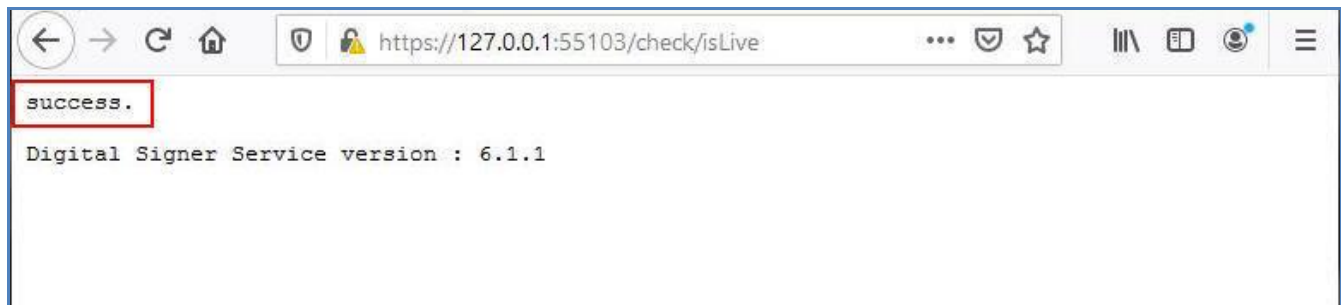 https://127.0.0.1:55103/check/isLive
success.
Digital Signer Service version : 6.1.1